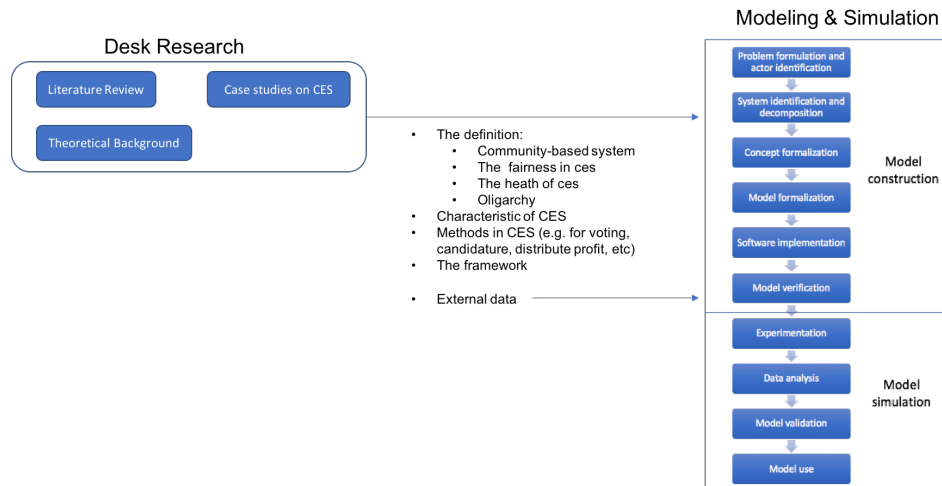 Modeling & Simulation
Desk Research
Literature Review
Case studies on CES
Theoretical Background
• The definition:
• Community-based system
• The fairness in ces
• The heath of ces
• Oligarchy
• Characteristic of CES
• Methods in CES (e.g. for voting,
candidature, distribute profit, etc)
• The framework
• External data
Problem formulation and
actor identification
System identification and
decomposition
Concept formalization
Model formalization
Software implementation
Model verification
Model
construction
Experimentation
Data analysis
Model validation
Model use
Model
simulation